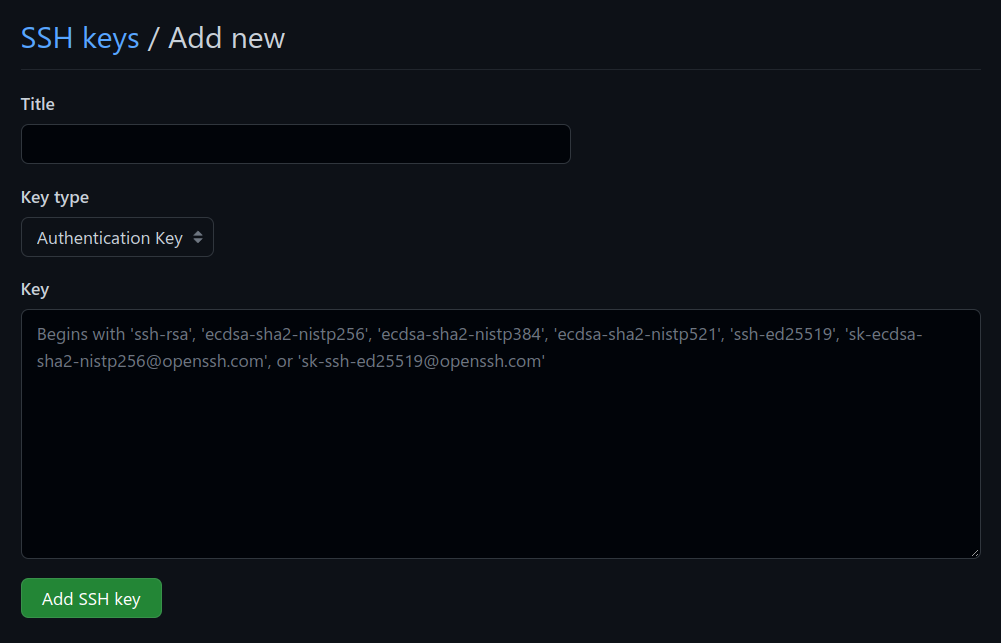 SSH keys / Add new
Title
Key type
Authentication Key
Key
Begins with 'ssh-rsa', 'ecdsa-sha2-nistp256', 'ecdsa-sha2-nistp384', 'ecdsa-sha2-nistp521', 'ssh-ed25519', 'sk-ecdsa-
sha2-nistp256@openssh.com', or 'sk-ssh-ed25519@openssh.com'
Add SSH key